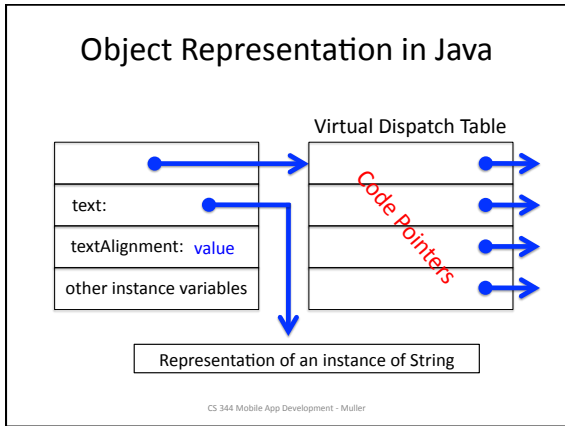 Object Representation in Java
Virtual Dispatch Table
text:
textAlignment: value
other instance variables
Code Pointers
Representation of an instance of String
CS 344 Mobile App Development - Muller